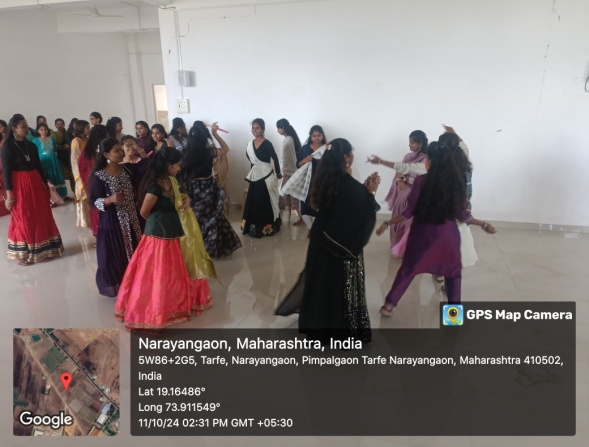 GPS Map Camera
Narayangaon, Maharashtra, India
5W86+2G5, Tarfe, Narayangaon, Pimpalgaon Tarfe Narayangaon, Maharashtra 410502,
India
Lat 19.16486°
Long 73.911549°
11/10/24 02:31 PM GMT +05:30
Google